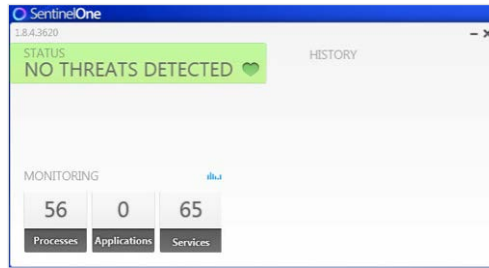 SentinelOne
1.8.4.3620
STATUS
NO THREATS DETECTED
HISTORY
MONITORING
56 0 65
Processes Applications Services